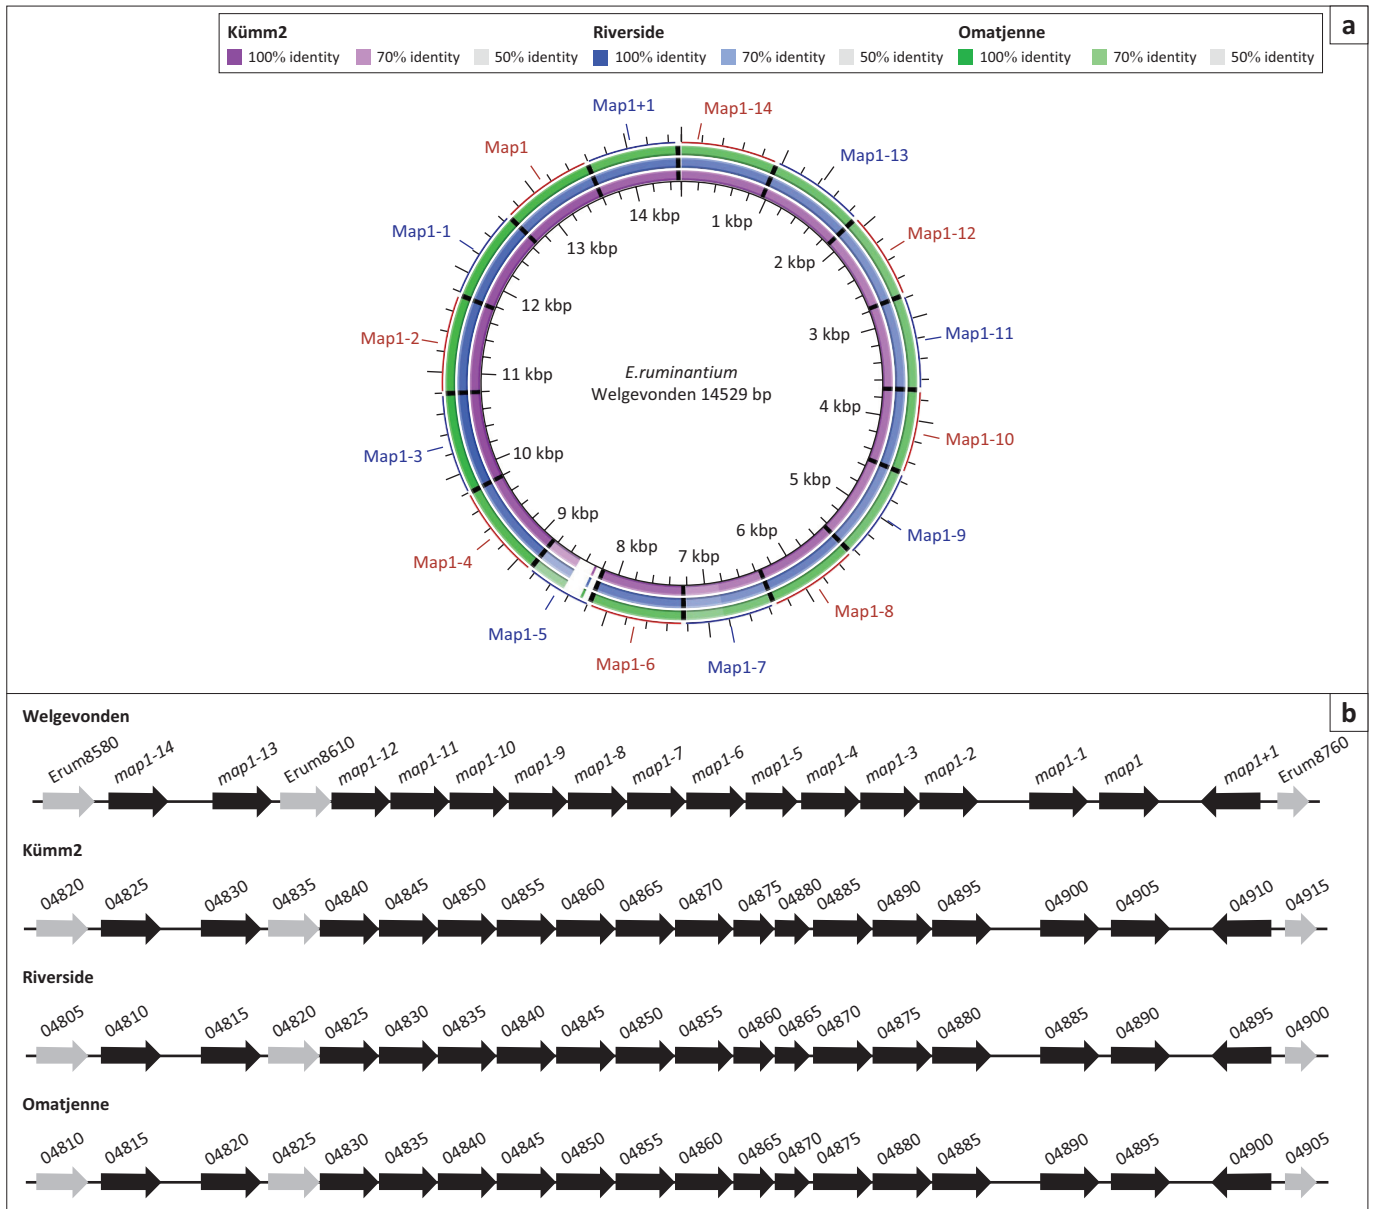 a
Kümm2 Riverside Omatjenne
100% identity 70% identity 50% identity 100% identity 70% identity 50% identity 100% identity 70% identity 50% identity
Map1+1
Map1-14
Map1-13
Map1-12
Map1-11
Map1-10
Map1-9
Map1-8
Map1-7
Map1-6
Map1-5
Map1-4
Map1-3
Map1-2
Map1-1
Map1
1 kbp
2 kbp
3 kbp
4 kbp
5 kbp
6 kbp
7 kbp
8 kbp
9 kbp
10 kbp
11 kbp
12 kbp
13 kbp
14 kbp
E.ruminantium
Welgevonden 14529 bp
b
Welgevonden
Erum8580 map1-14 map1-13 Erum8610 map1-12 map1-11 map1-10 map1-9 map1-8 map1-7 map1-6 map1-5 map1-4 map1-3 map1-2 map1-1 map1 map1+1 Erum8760
Kümm2
04820 04825 04830 04835 04840 04845 04850 04855 04860 04865 04870 04875 04880 04885 04890 04895 04900 04905 04910 04915
Riverside
04805 04810 04815 04820 04825 04830 04835 04840 04845 04850 04855 04860 04865 04870 04875 04880 04885 04890 04895 04900
Omatjenne
04810 04815 04820 04825 04830 04835 04840 04845 04850 04855 04860 04865 04870 04875 04880 04885 04890 04895 04900 04905